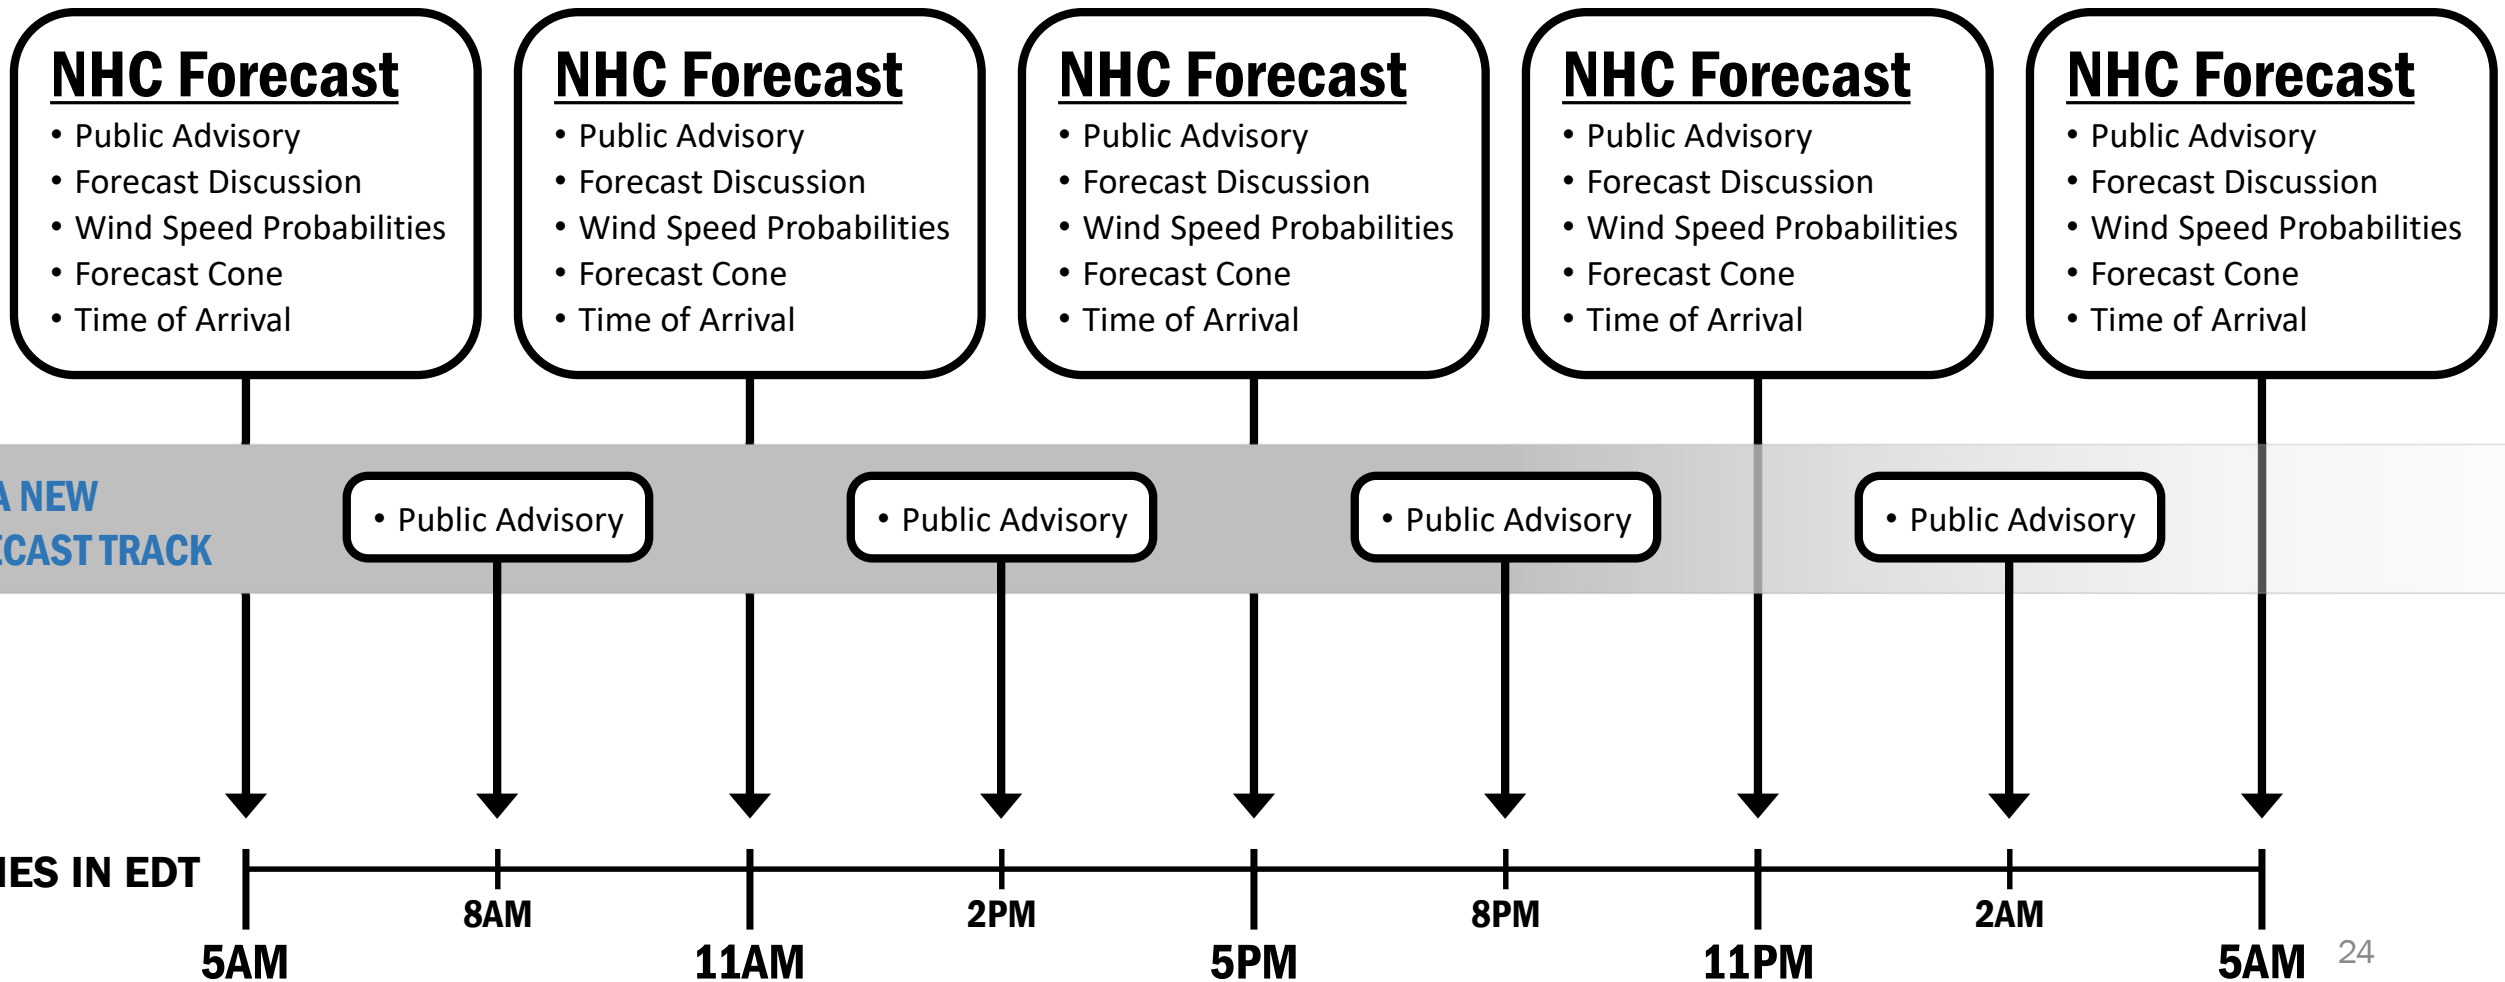 NHC Forecast
• Public Advisory
• Forecast Discussion
• Wind Speed Probabilities
• Forecast Cone
• Time of Arrival
NHC Forecast
• Public Advisory
• Forecast Discussion
• Wind Speed Probabilities
• Forecast Cone
• Time of Arrival
NHC Forecast
• Public Advisory
• Forecast Discussion
• Wind Speed Probabilities
• Forecast Cone
• Time of Arrival
NHC Forecast
• Public Advisory
• Forecast Discussion
• Wind Speed Probabilities
• Forecast Cone
• Time of Arrival
NHC Forecast
• Public Advisory
• Forecast Discussion
• Wind Speed Probabilities
• Forecast Cone
• Time of Arrival
A NEW
ECAST TRACK
• Public Advisory
• Public Advisory
• Public Advisory
• Public Advisory
IN EDT
8AM
2PM
8PM
2AM
5AM
11AM
5PM
11PM
5AM
24